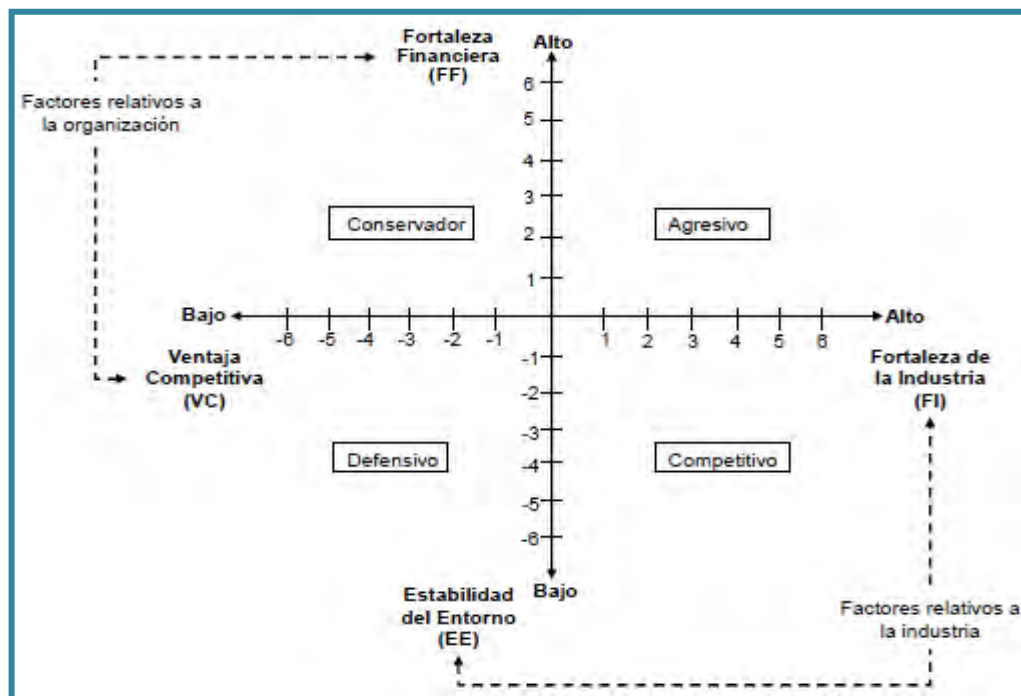 Fortaleza
Financiera
(FF)
Alto
Factores relativos a
la organización
6
5
4
3
2
1
Conservador
Agresivo
Bajo
Alto
-6 -5 -4 -3 -2 -1
1 2 3 4 5 6
Ventaja
Competitiva
(VC)
Fortaleza de
la Industria
(FI)
-1
-2
-3
-4
-5
-6
Defensivo
Competitivo
Bajo
Estabilidad
del Entorno
(EE)
Factores relativos a
la industria